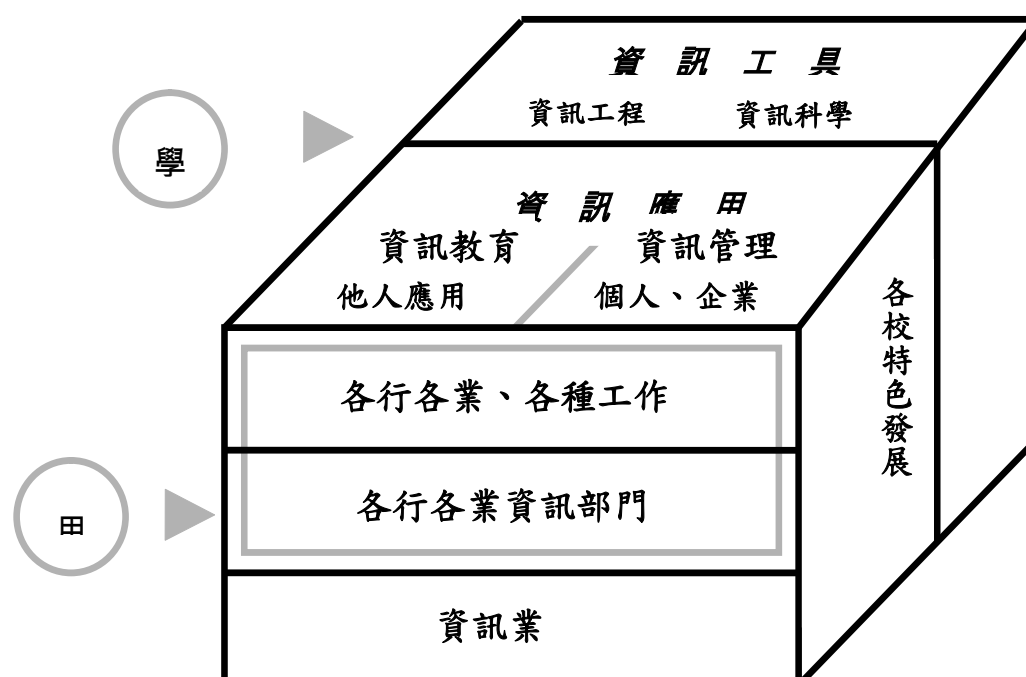 資 訊 工 具
資訊工程 資訊科學
學
資 訊 應 用
資訊教育 資訊管理
他人應用 個人、企業
各校特色發展
各行各業、各種工作
用
各行各業資訊部門
資訊業